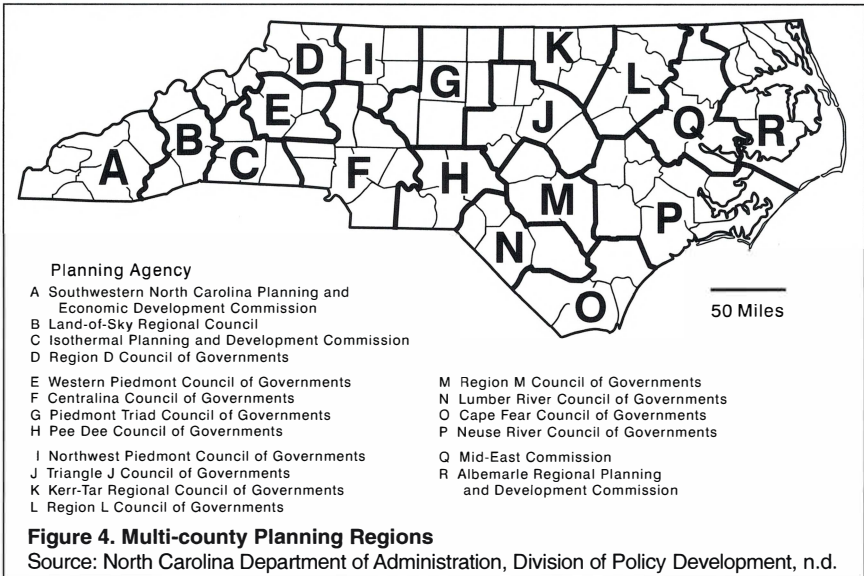 D
I
G
K
L
E
J
Q
R
B
A
C
F
H
M
P
N
O
50 Miles
Planning Agency
A Southwestern North Carolina Planning and
Economic Development Commission
B Land-of-Sky Regional Council
C Isothermal Planning and Development Commission
D Region D Council of Governments
E Western Piedmont Council of Governments
F Centralina Council of Governments
G Piedmont Triad Council of Governments
H Pee Dee Council of Governments
I Northwest Piedmont Council of Governments
J Triangle J Council of Governments
K Kerr-Tar Regional Council of Governments
L Region L Council of Governments
M Region M Council of Governments
N Lumber River Council of Governments
O Cape Fear Council of Governments
P Neuse River Council of Governments
Q Mid-East Commission
R Albemarle Regional Planning
and Development Commission
Figure 4. Multi-county Planning Regions
Source: North Carolina Department of Administration, Division of Policy Development, n.d.